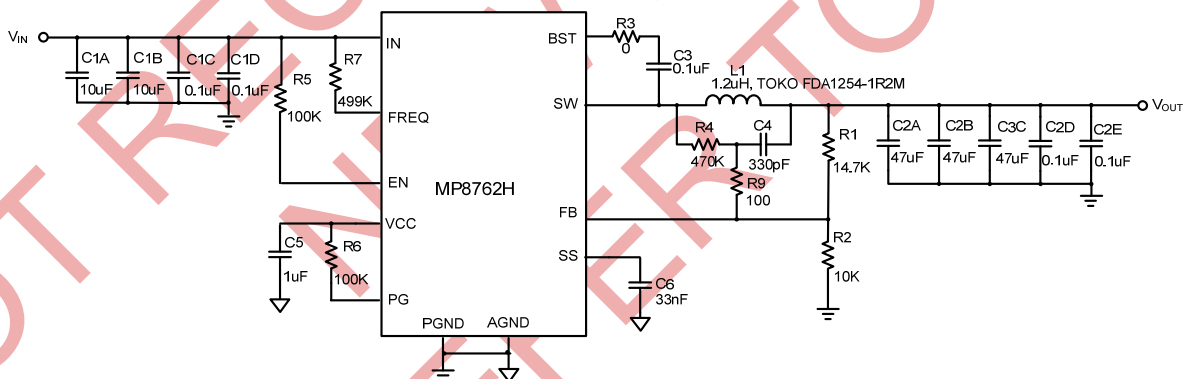 VIN
C1A
10uF
C1B
10uF
C1C
0.1uF
C1D
0.1uF
R5
100K
R7
499K
IN
FREQ
EN
VCC
PG
PGND
AGND
MP8762H
BST
SW
FB
SS
C5
1uF
R6
100K
R3
0
C3
0.1uF
L1
1.2uH, TOKO FDA1254-1R2M
R4
470K
C4
330pF
R9
100
R1
14.7K
R2
10K
C6
33nF
C2A
47uF
C2B
47uF
C3C
47uF
C2D
0.1uF
C2E
0.1uF
VOUT